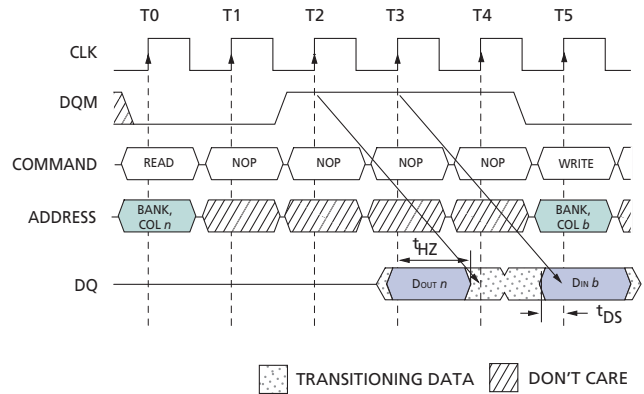 T0 T1 T2 T3 T4 T5
CLK
DQM
COMMAND READ NOP NOP NOP NOP WRITE
ADDRESS BANK, COL n BANK, COL b
tHZ
DQ DOUT n DIN b
tDS
TRANSITIONING DATA DON'T CARE